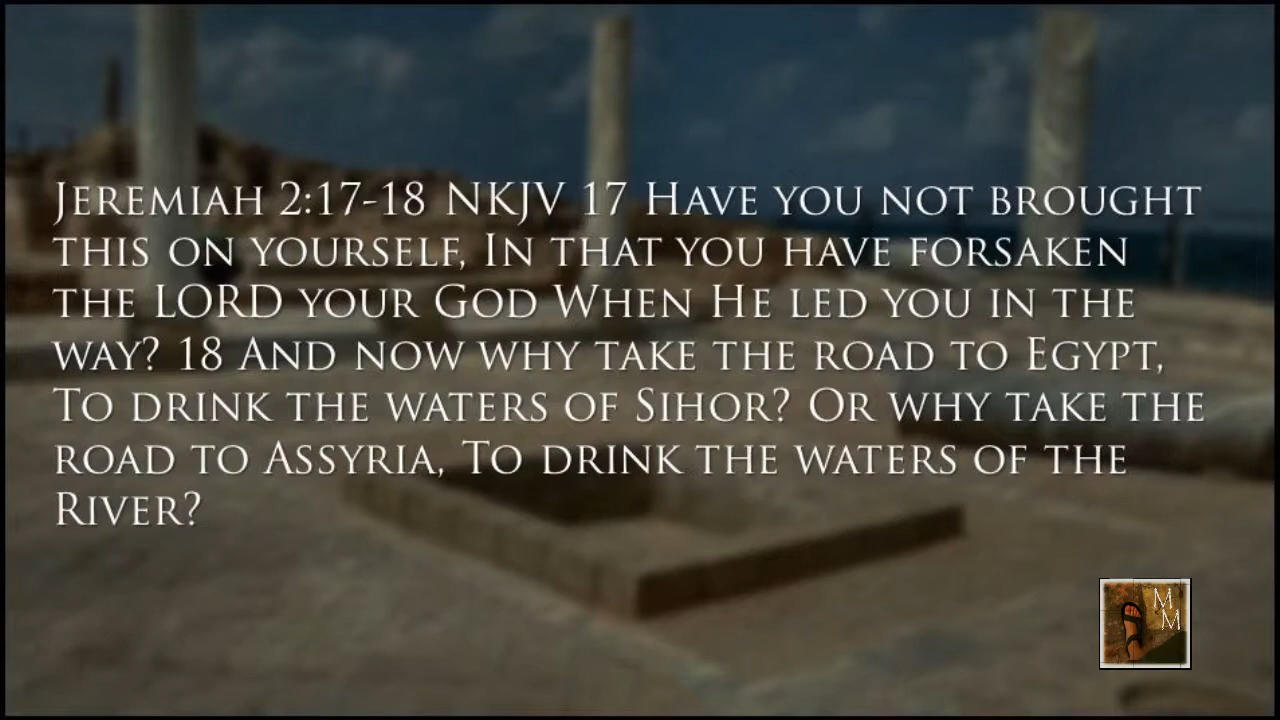 Jeremiah 2:17-18 NKJV 17 Have you not brought
this on yourself, In that you have forsaken
the LORD your God When He led you in the
way? 18 And now why take the road to Egypt,
To drink the waters of Sihor? Or why take the
road to Assyria, To drink the waters of the
River?
M
M